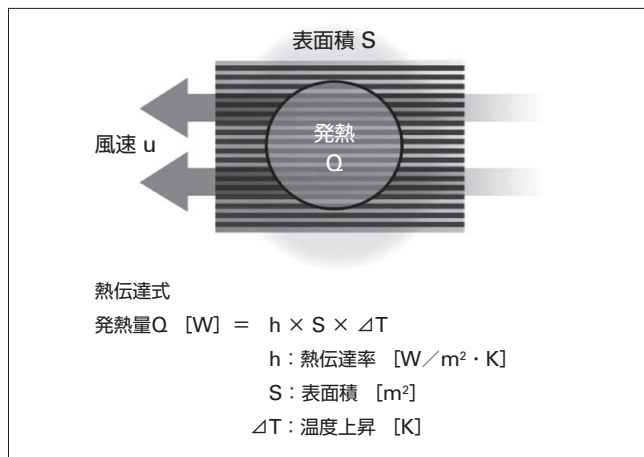 表面積 S
発熱
Q
風速 u
熱伝達式
発熱量Q ［W］＝ h × S × ⊿T
h：熱伝達率 ［W／m²・K］
S：表面積 ［m²］
⊿T：温度上昇 ［K］